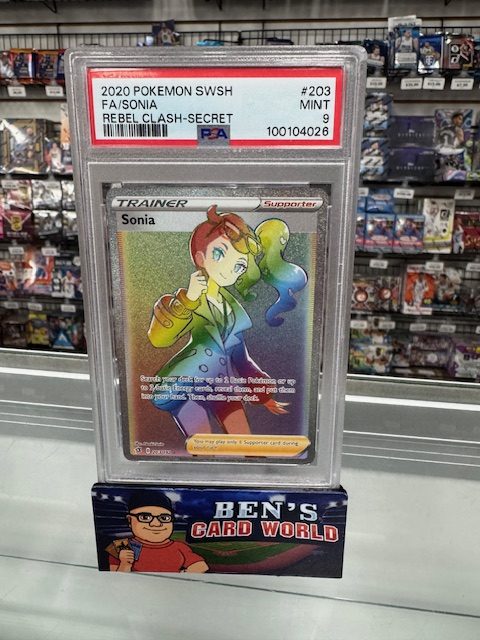 2020 POKEMON SWSH #203
FA/SONIA MINT
REBEL CLASH-SECRET 9
PSA 100104026
TRAINER Supporter
Sonia
Search your deck for up to 2 Basic Pokémon or up
to 2 basic Energy cards, reveal them, and put them
into your hand. Then, shuffle your deck.
You may play only 1 Supporter card during
BEN'S
CARD WORLD